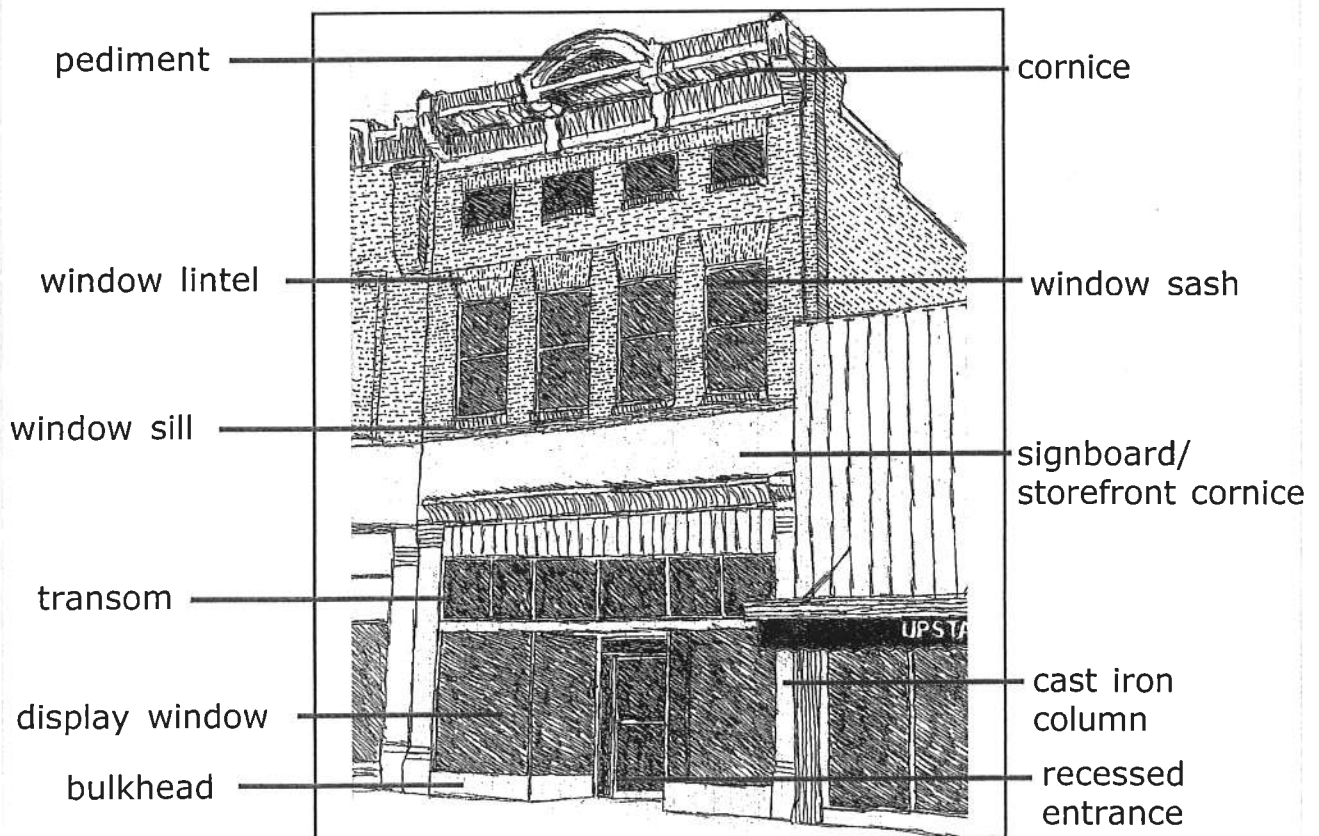 pediment
cornice
window lintel
window sash
window sill
signboard/
storefront cornice
transom
UPSTA
cast iron
column
display window
bulkhead
recessed
entrance